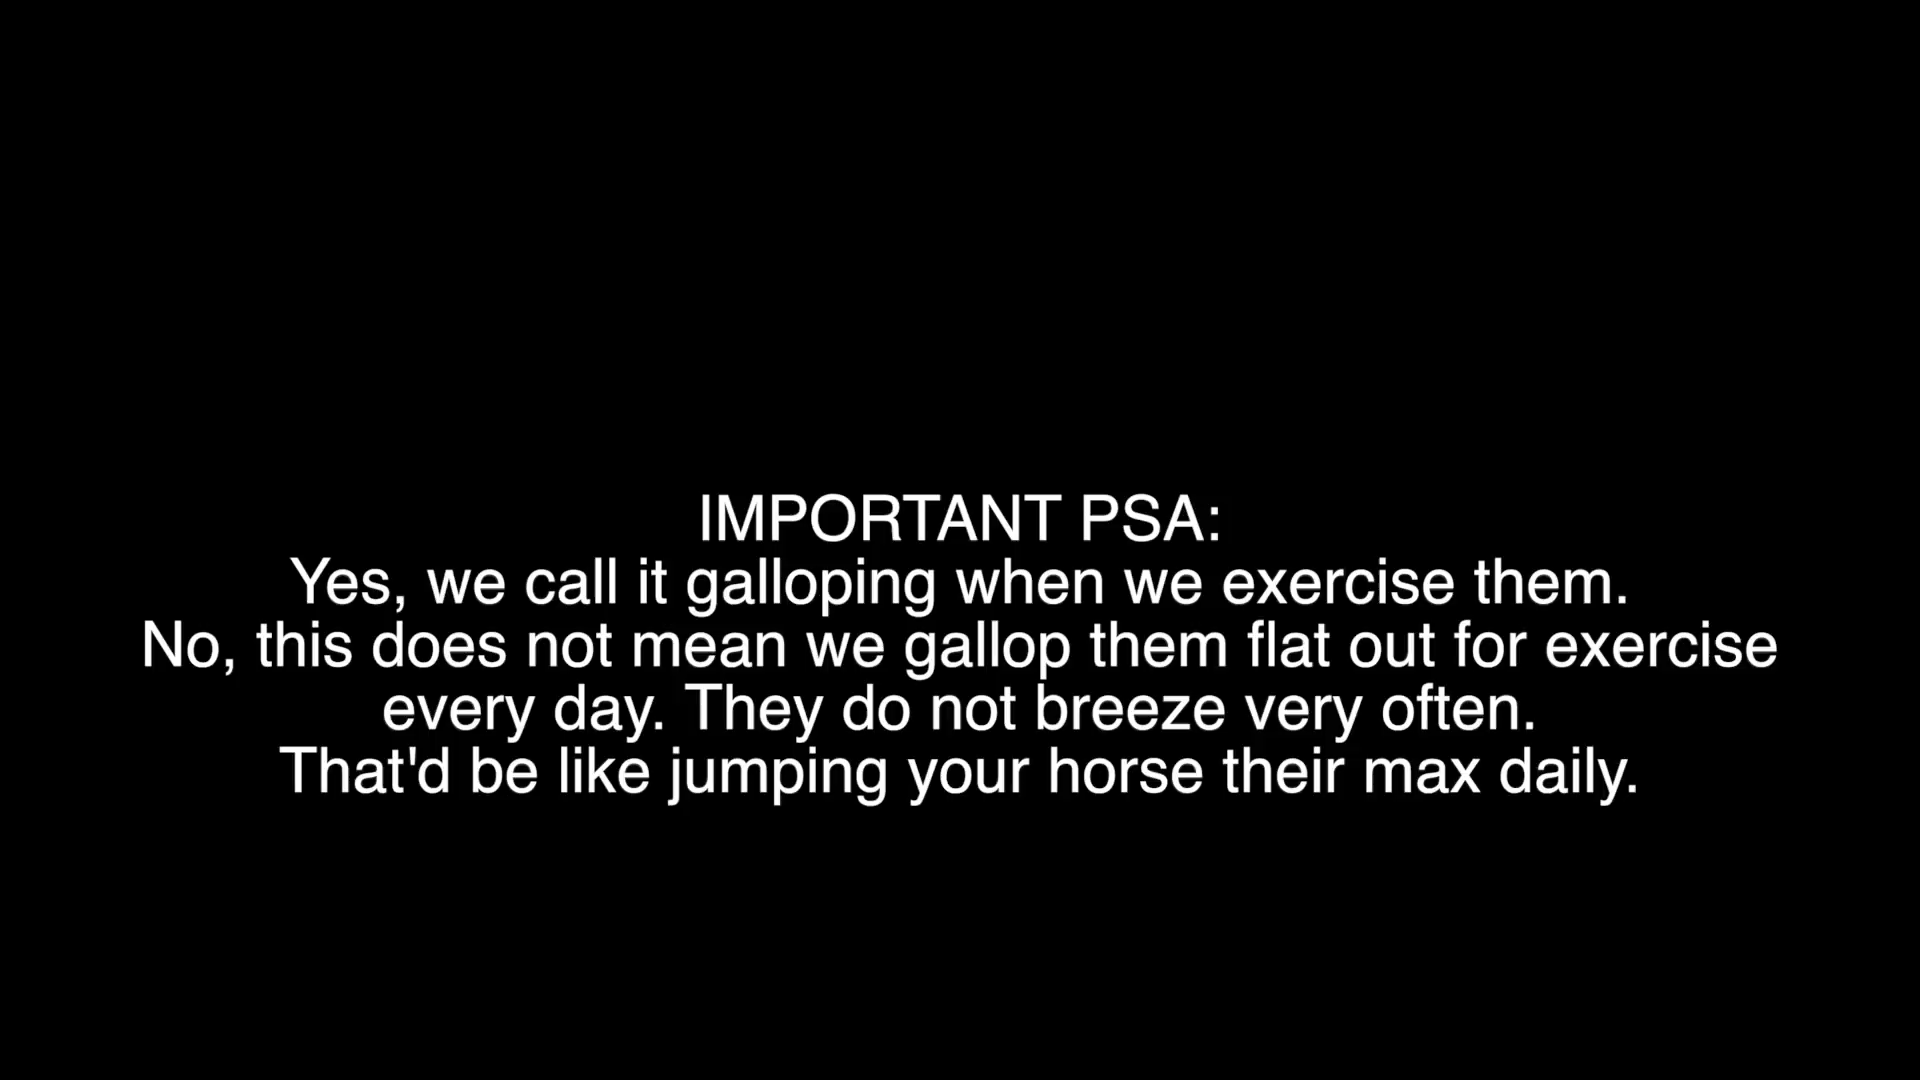 IMPORTANT PSA:
Yes, we call it galloping when we exercise them.
No, this does not mean we gallop them flat out for exercise
every day. They do not breeze very often.
That'd be like jumping your horse their max daily.